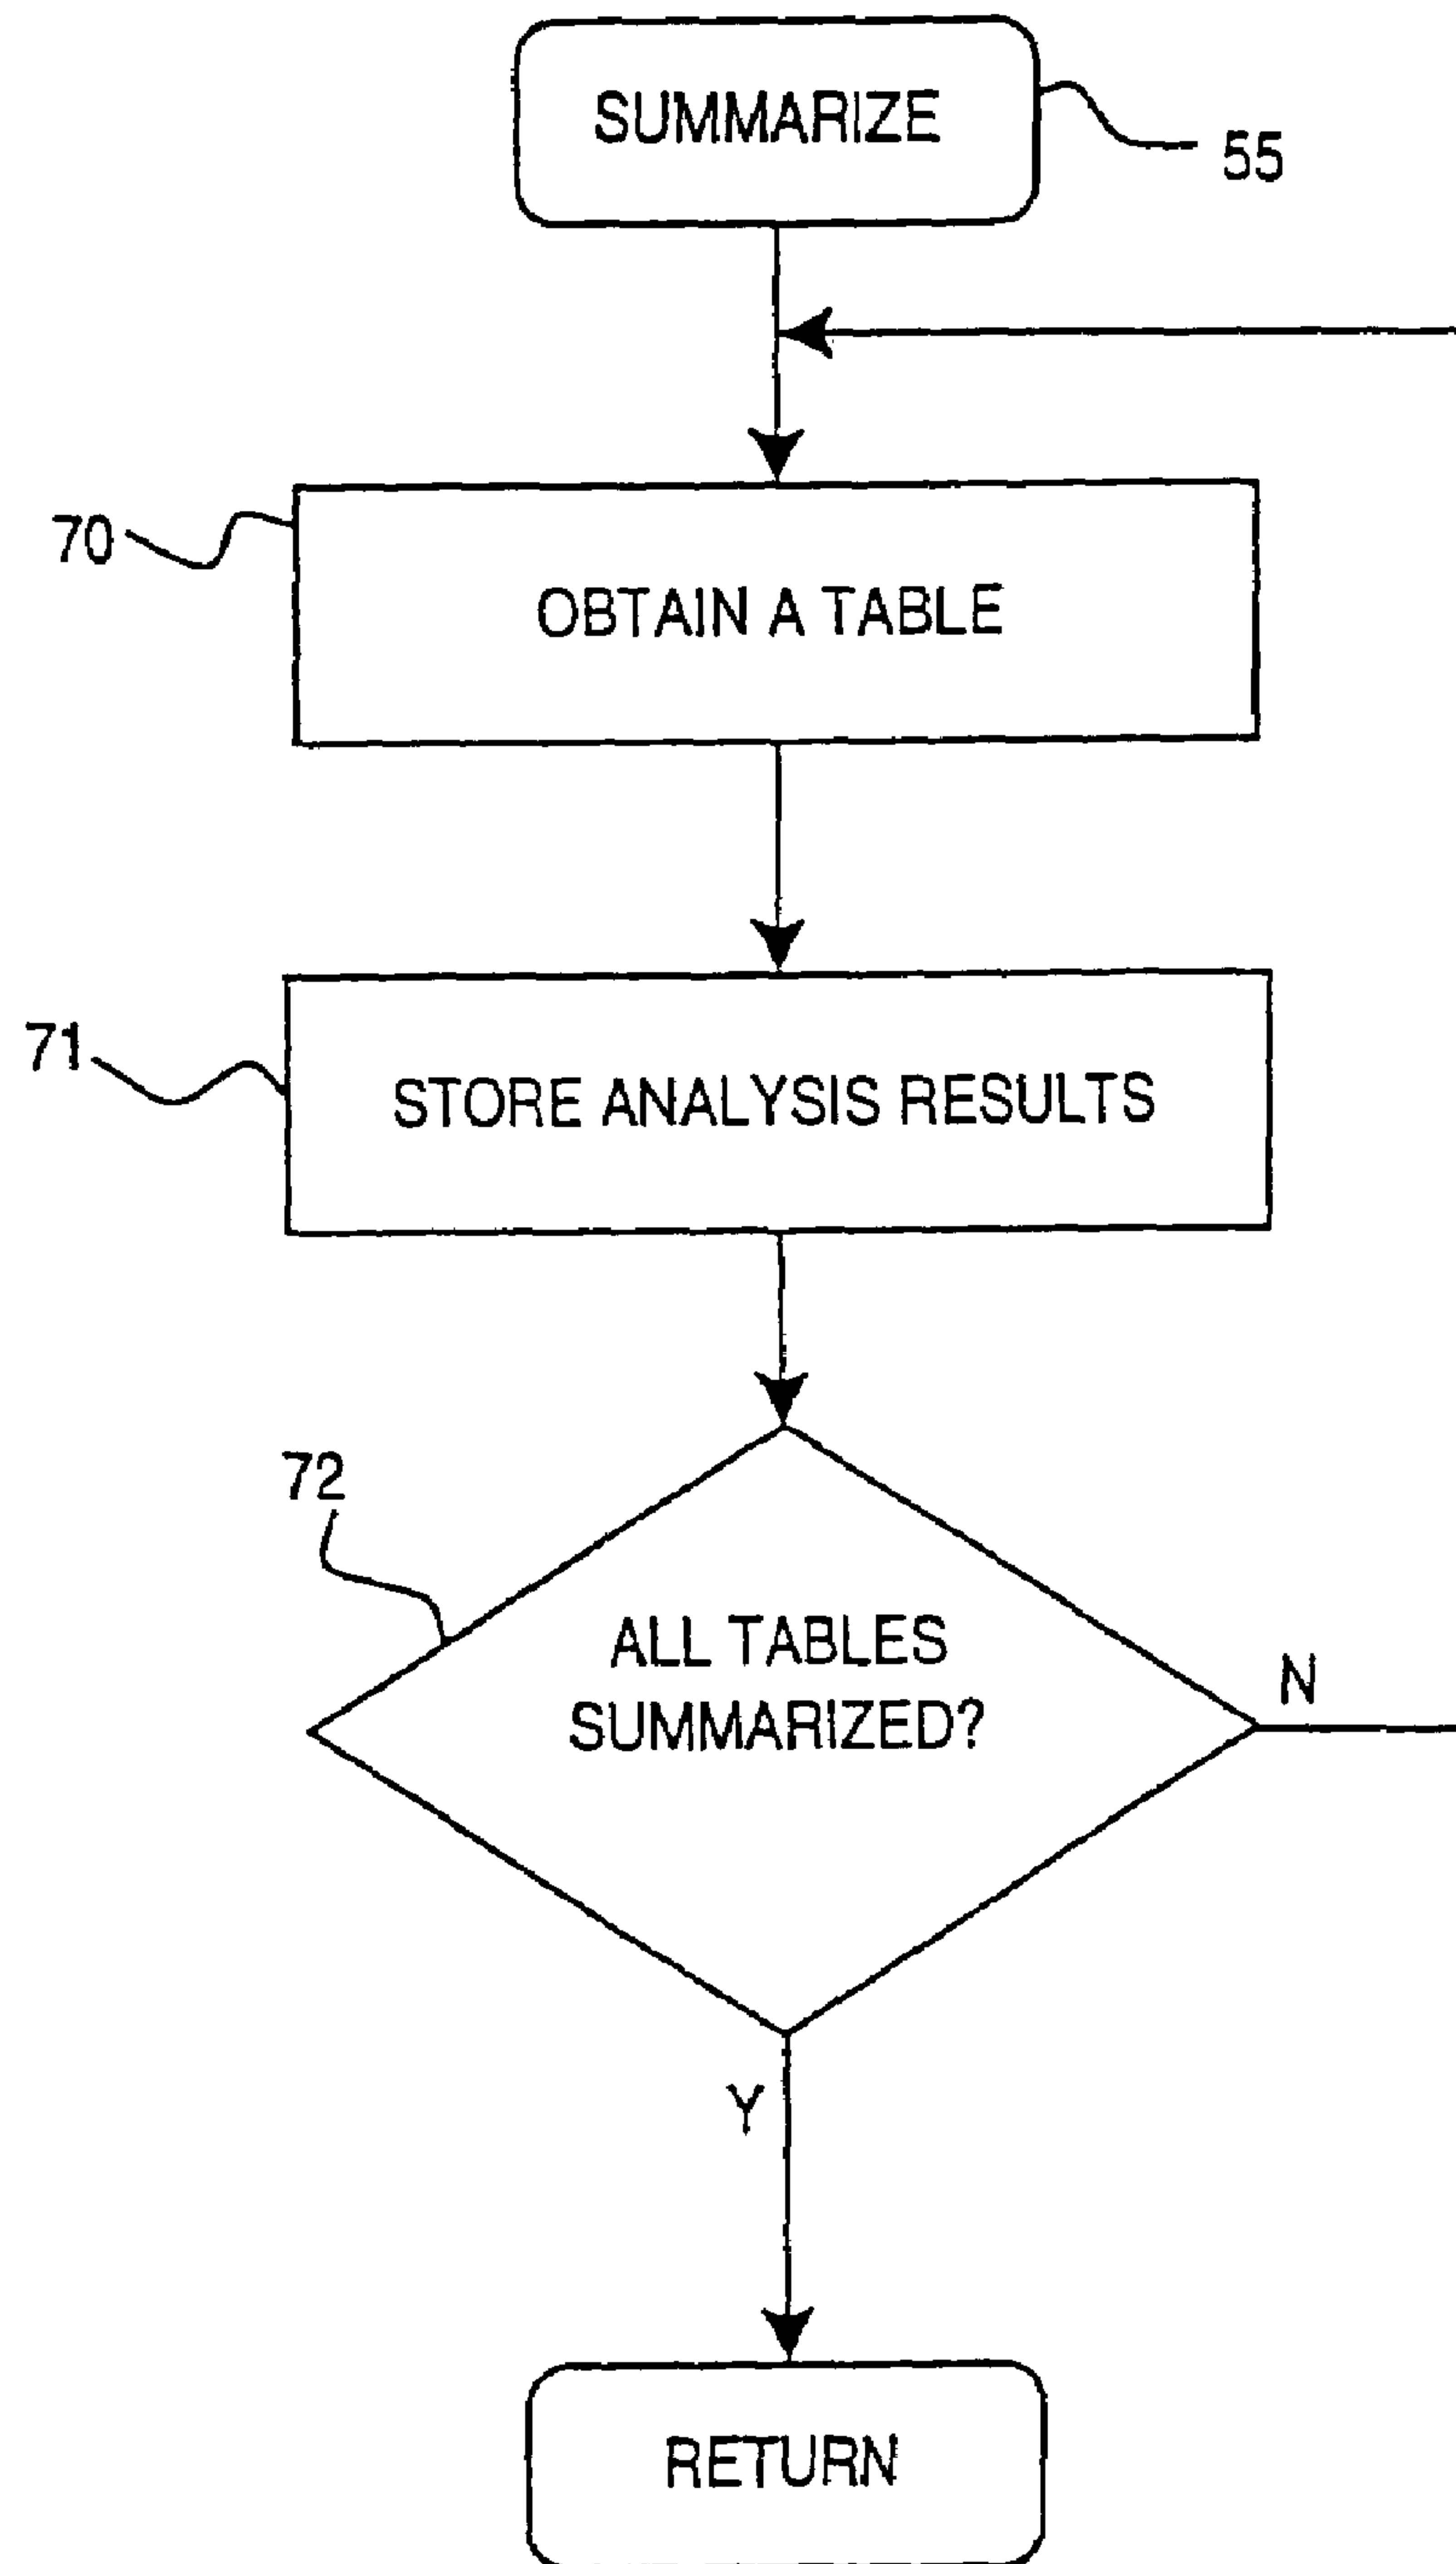 SUMMARIZE
55
70
OBTAIN A TABLE
71
STORE ANALYSIS RESULTS
72
ALL TABLES
SUMMARIZED?
N
Y
RETURN